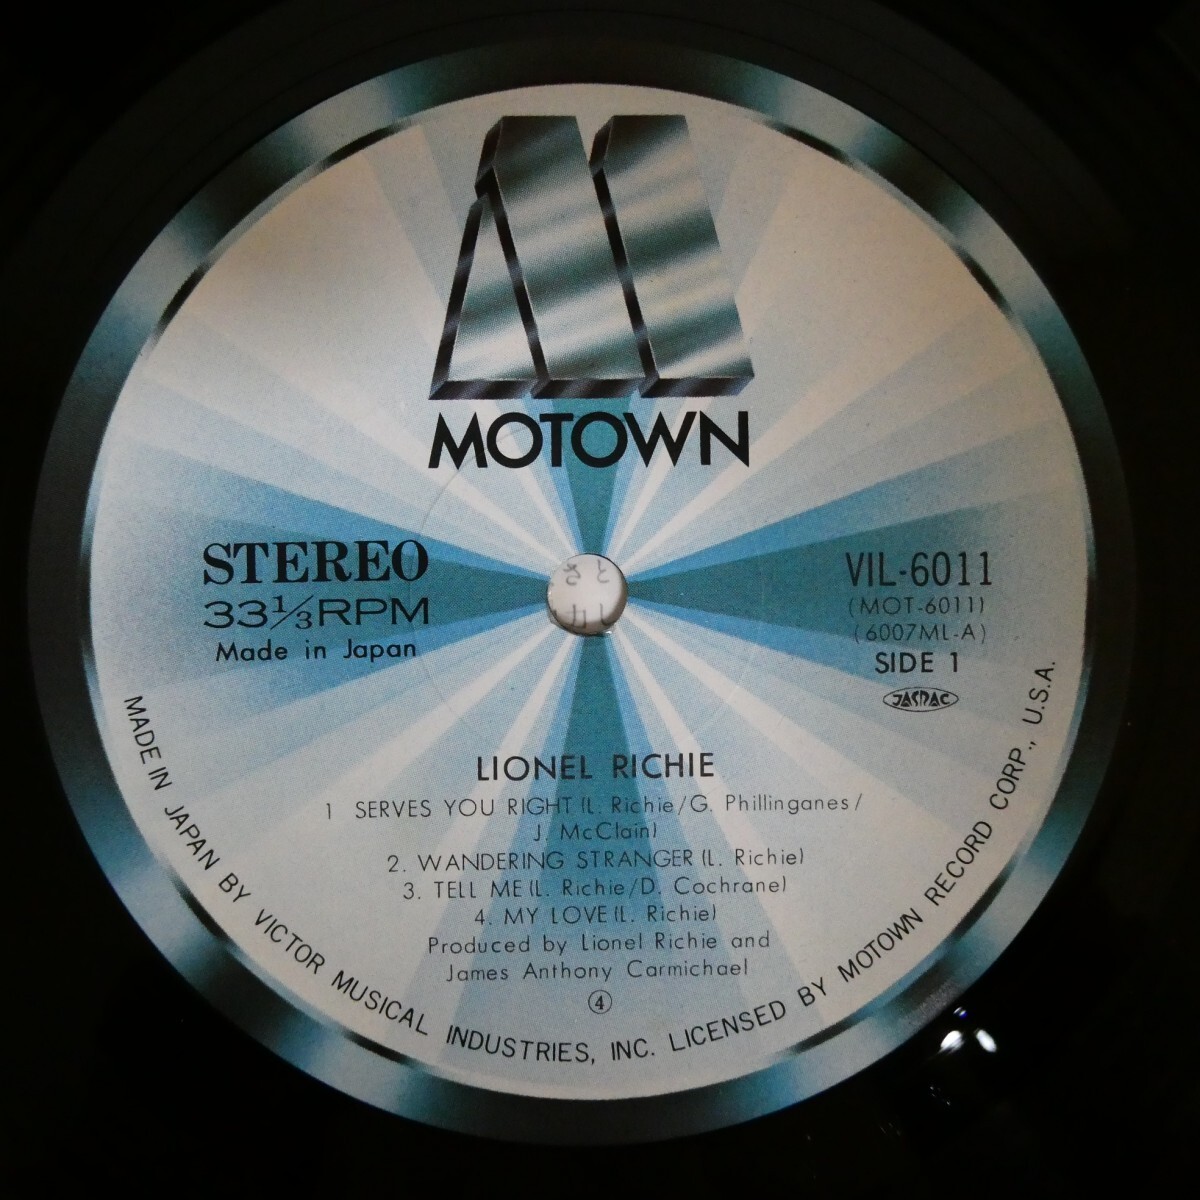 MOTOWN
STEREO
33⅓RPM
Made in Japan
VIL-6011
(MOT-6011)
(6007ML-A)
SIDE 1
JASRAC
LIONEL RICHIE
1 SERVES YOU RIGHT (L. Richie/G. Phillinganes/
J. McClain)
2. WANDERING STRANGER (L. Richie)
3. TELL ME (L. Richie/D. Cochrane)
4. MY LOVE (L. Richie)
Produced by Lionel Richie and
James Anthony Carmichael
④
MADE IN JAPAN BY VICTOR MUSICAL INDUSTRIES, INC. LICENSED BY MOTOWN RECORD CORP., U.S.A.